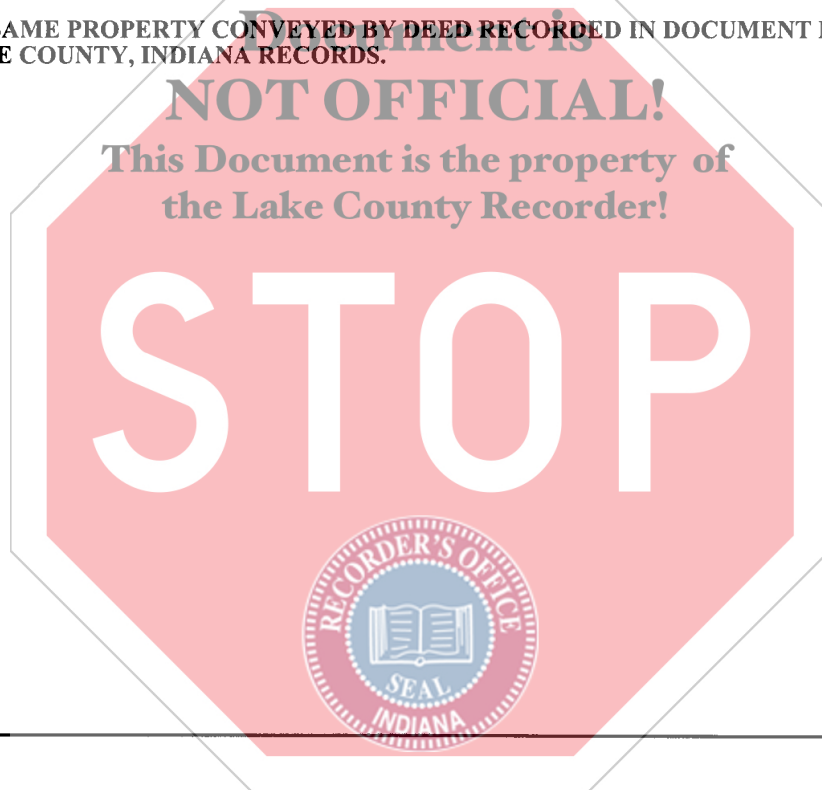 AME PROPERTY CONVEYED BY DEED RECORDED IN DOCUMENT
E COUNTY, INDIANA RECORDS.
Document is
NOT OFFICIAL!
This Document is the property of
the Lake County Recorder!
STOP
RECORDER'S OFFICE
SEAL
INDIANA